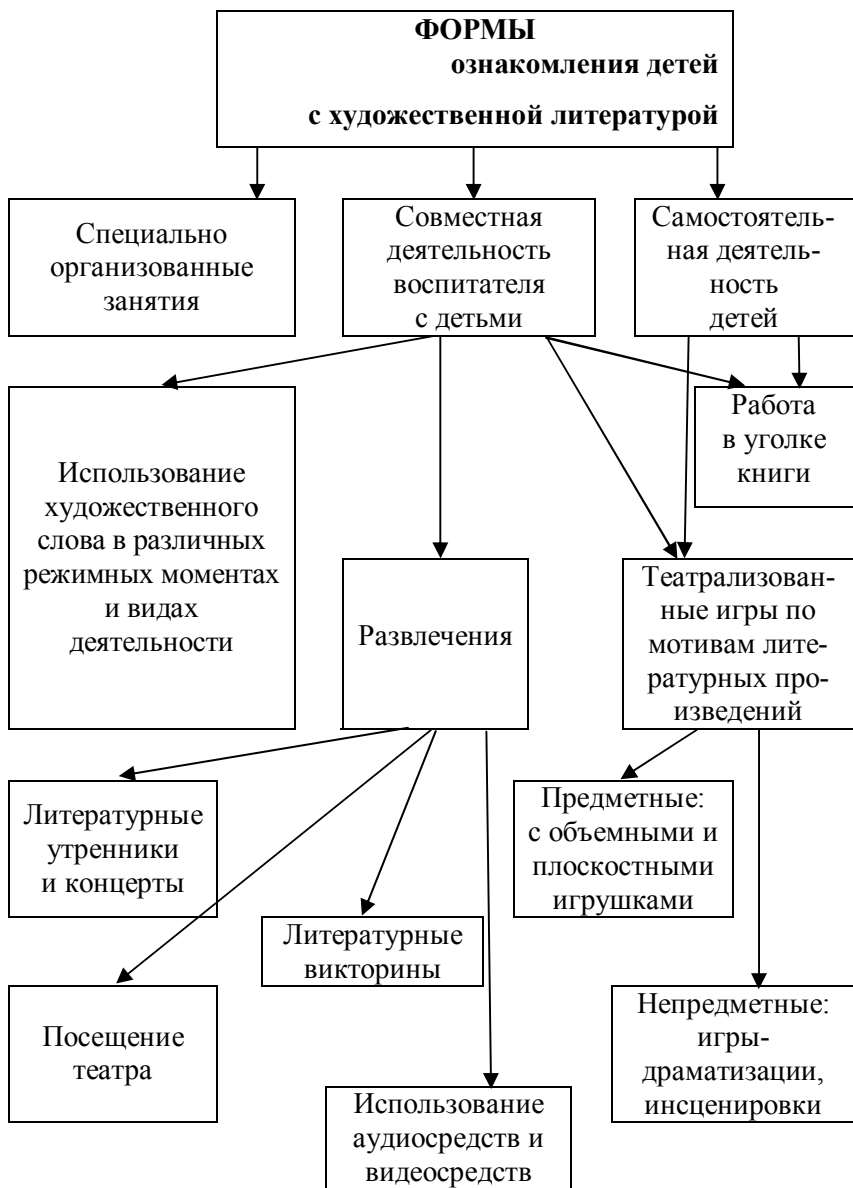 ФОРМЫ
ознакомления детей
с художественной литературой
Специально
организованные
занятия
Совместная
деятельность
воспитателя
с детьми
Самостоятель-
ная деятель-
ность
детей
Использование
художественного
слова в различных
режимных моментах
и видах
деятельности
Развлечения
Работа
в уголке
книги
Театрализован-
ные игры по
мотивам лите-
ратурных про-
изведений
Литературные
утренники
и концерты
Предметные:
с объемными и
плоскостными
игрушками
Литературные
викторины
Посещение
театра
Непредметные:
игры-
драматизации,
инсценировки
Использование
аудиосредств и
видеосредств